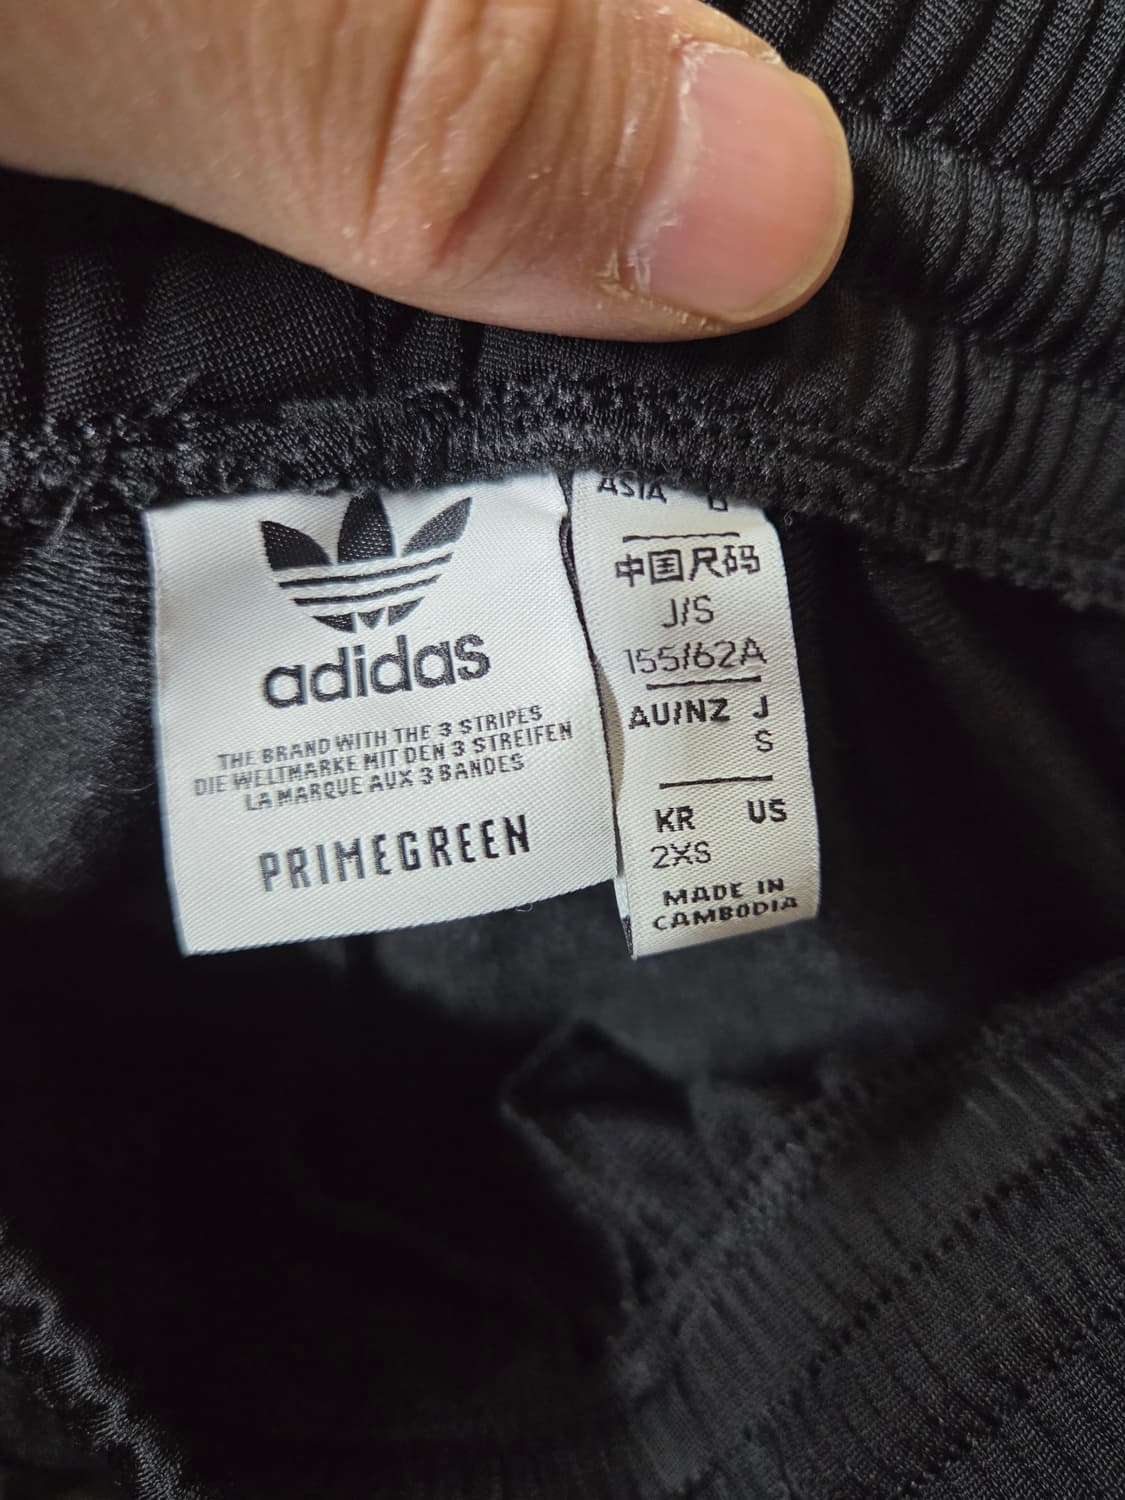 adidas
THE BRAND WITH THE 3 STRIPES
DIE WELTMARKE MIT DEN 3 STREIFEN
LA MARQUE AUX 3 BANDES
PRIMEGREEN
ASIA
中国尺码
J/S
155/62A
AU/NZ J
S
KR US
2XS
MADE IN
CAMBODIA